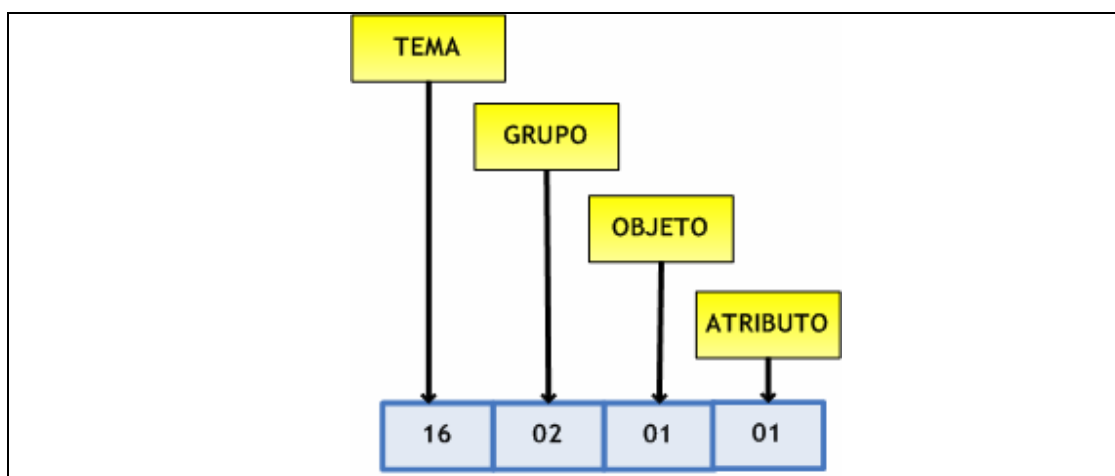 TEMA
GRUPO
OBJETO
ATRIBUTO
16 02 01 01